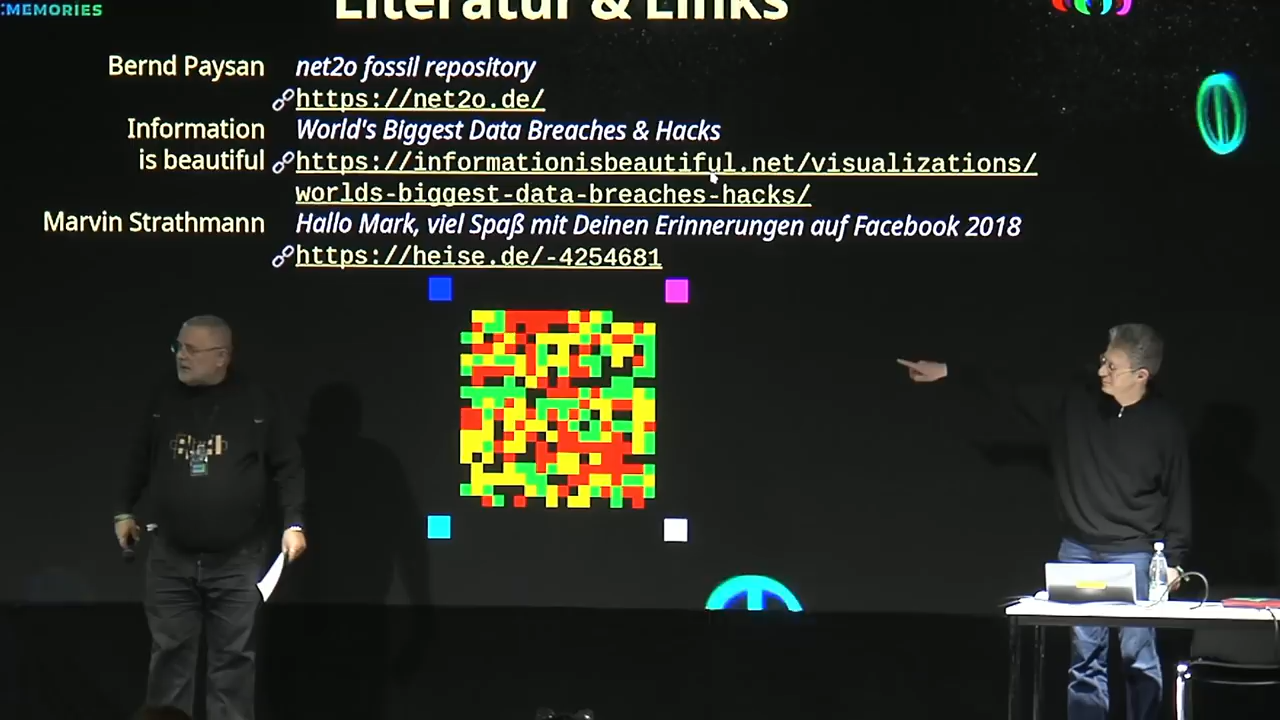 :MEMORIES
Literatur & Links
Bernd Paysan net2o fossil repository
https://net2o.de/
Information World's Biggest Data Breaches & Hacks
is beautiful https://informationisbeautiful.net/visualizations/
worlds-biggest-data-breaches-hacks/
Marvin Strathmann Hallo Mark, viel Spaß mit Deinen Erinnerungen auf Facebook 2018
https://heise.de/-4254681